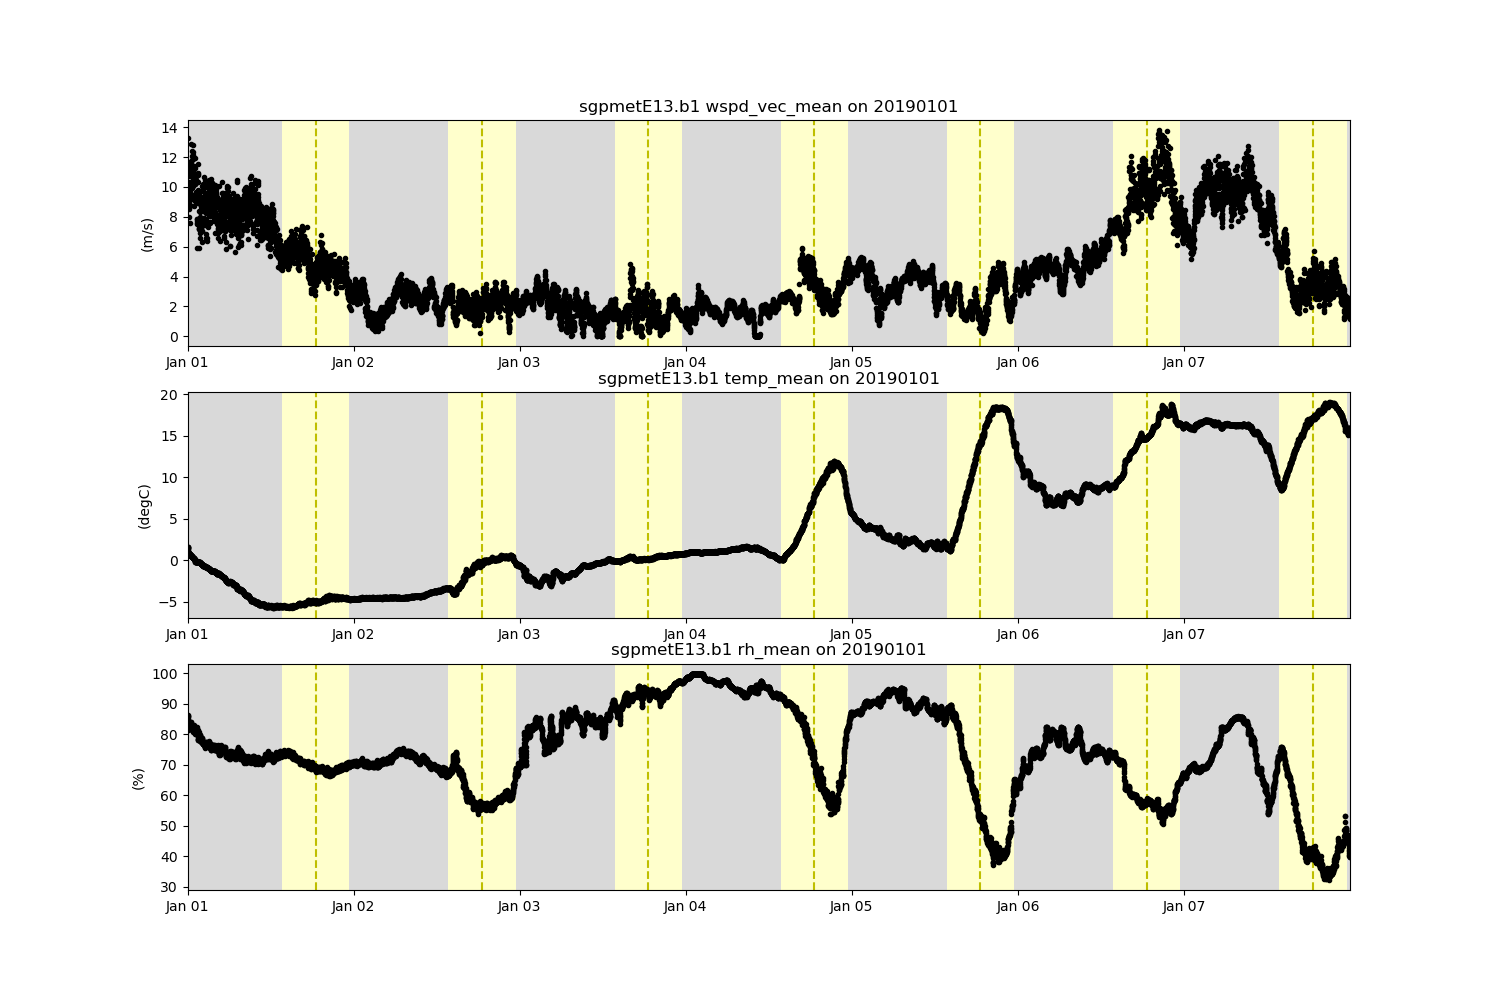 sgpmetE13.b1 wspd_vec_mean on 20190101
14
12
10
8
6
4
2
0
(m/s)
Jan 01 Jan 02 Jan 03 Jan 04 Jan 05 Jan 06 Jan 07
sgpmetE13.b1 temp_mean on 20190101
20
15
10
5
0
−5
(degC)
Jan 01 Jan 02 Jan 03 Jan 04 Jan 05 Jan 06 Jan 07
sgpmetE13.b1 rh_mean on 20190101
100
90
80
70
60
50
40
30
(%)
Jan 01 Jan 02 Jan 03 Jan 04 Jan 05 Jan 06 Jan 07